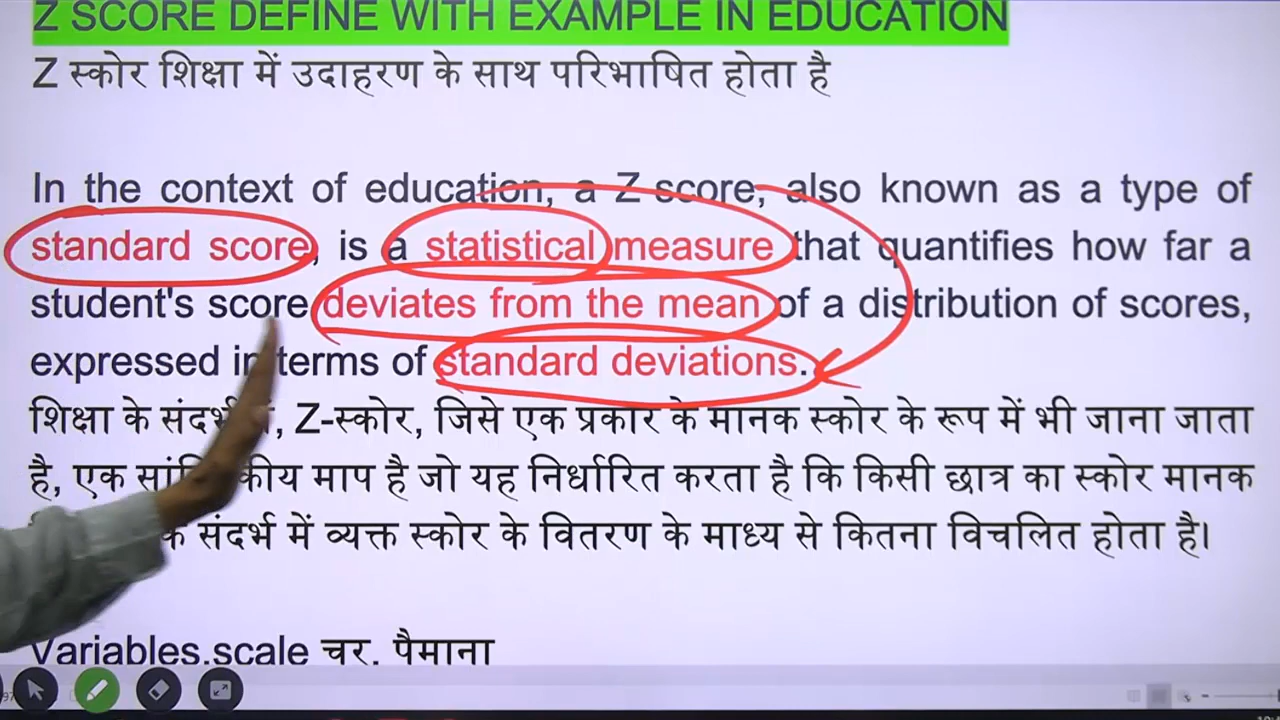 Z SCORE DEFINE WITH EXAMPLE IN EDUCATION
Z स्कोर शिक्षा में उदाहरण के साथ परिभाषित होता है
In the context of education, a Z score, also known as a type of
standard score, is a statistical measure that quantifies how far a
student's score deviates from the mean of a distribution of scores,
expressed in terms of standard deviations.
शिक्षा के संदर्भ, Z-स्कोर, जिसे एक प्रकार के मानक स्कोर के रूप में भी जाना जाता
है, एक माप है जो यह निर्धारित करता है कि किसी छात्र का स्कोर मानक
संदर्भ में व्यक्त स्कोर के वितरण के माध्य से कितना विचलित होता है।
Variables.scale चर. पैमाना